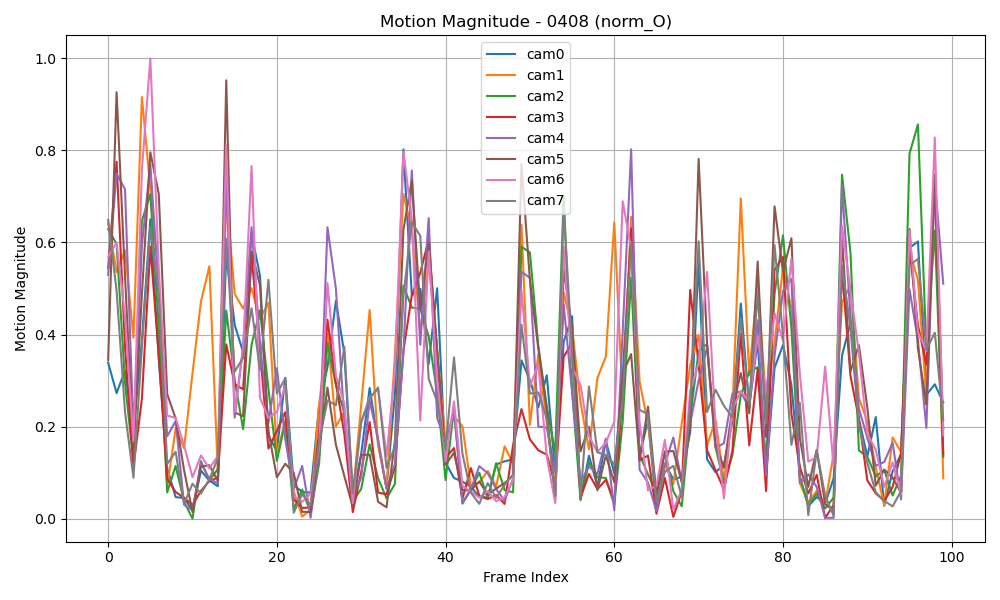 Motion Magnitude - 0408 (norm_O)
Motion Magnitude
1.0
0.8
0.6
0.4
0.2
0.0
cam0
cam1
cam2
cam3
cam4
cam5
cam6
cam7
0 20 40 60 80 100
Frame Index